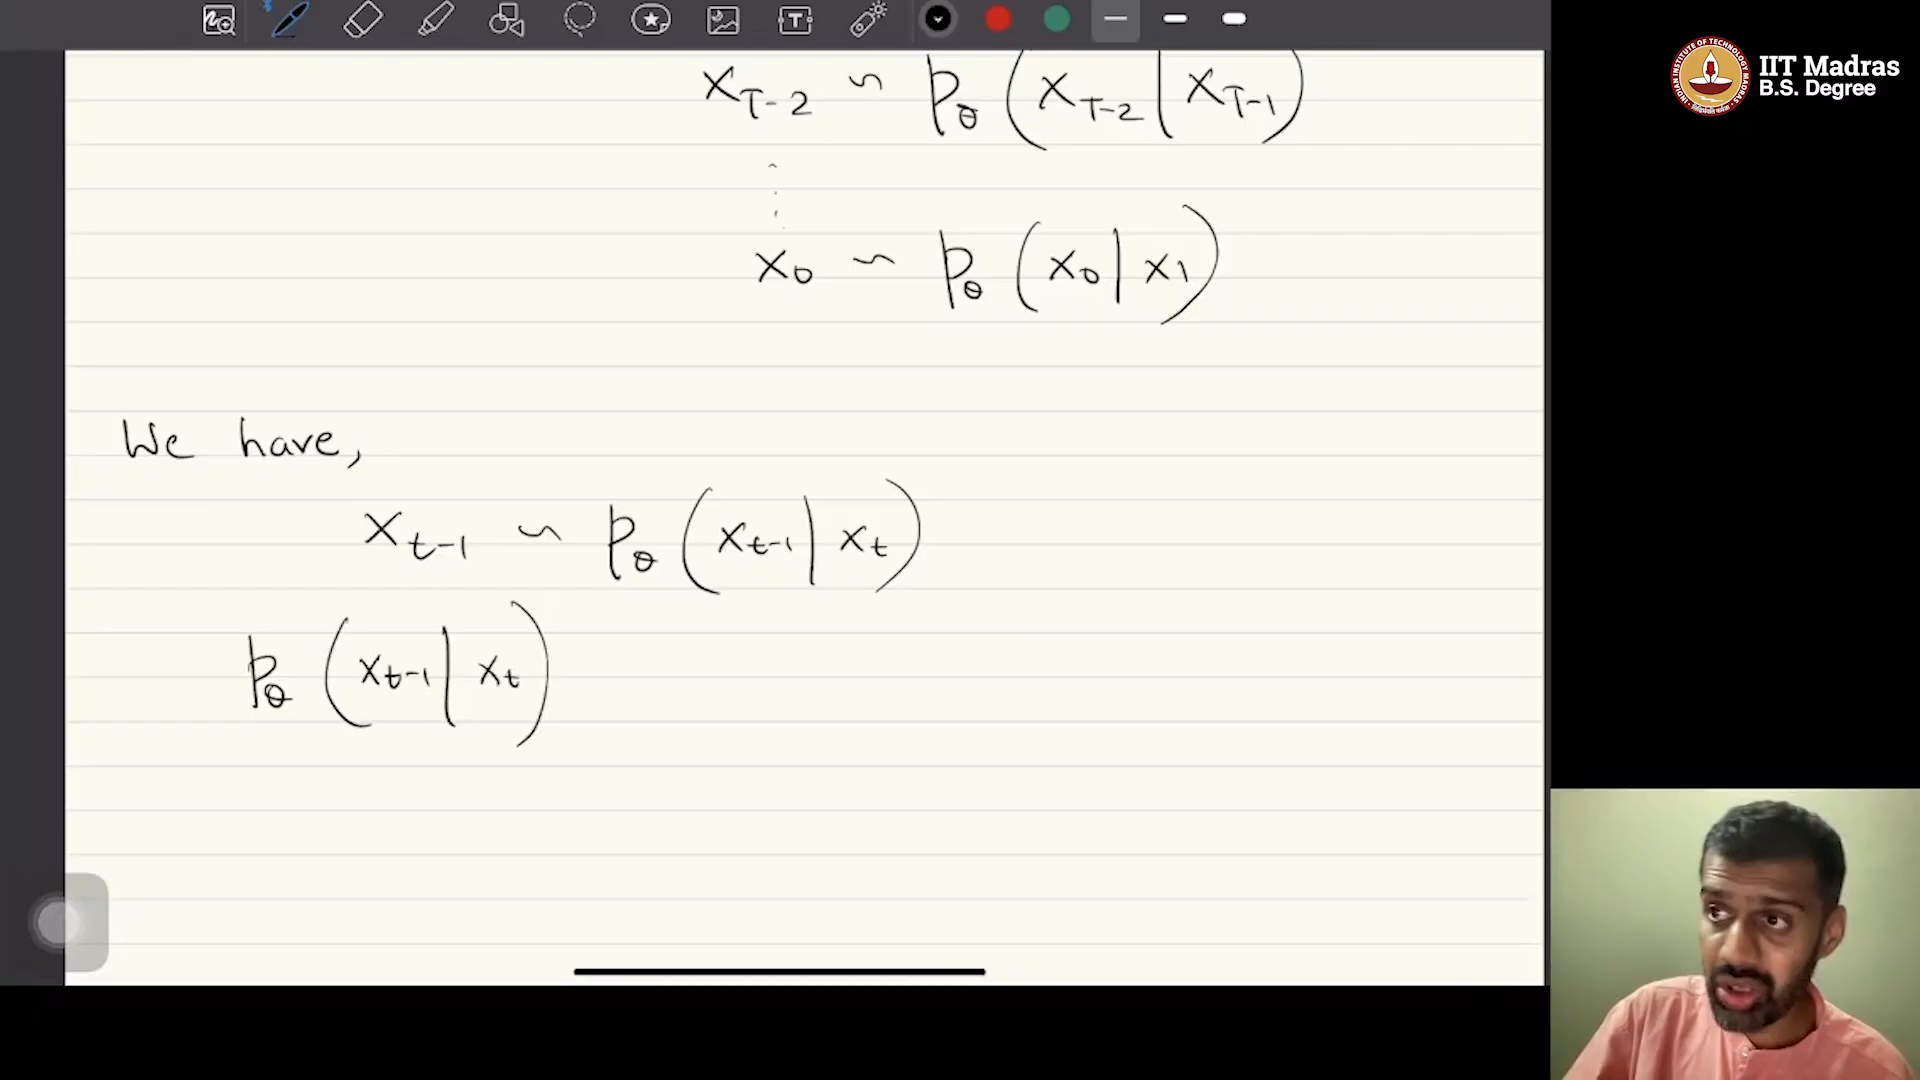 x_{T-2} ~ p_θ (x_{T-2} | x_{T-1})
x_0 ~ p_θ (x_0 | x_1)
We have,
x_{t-1} ~ p_θ (x_{t-1} | x_t)
p_θ (x_{t-1} | x_t)
IIT Madras
B.S. Degree